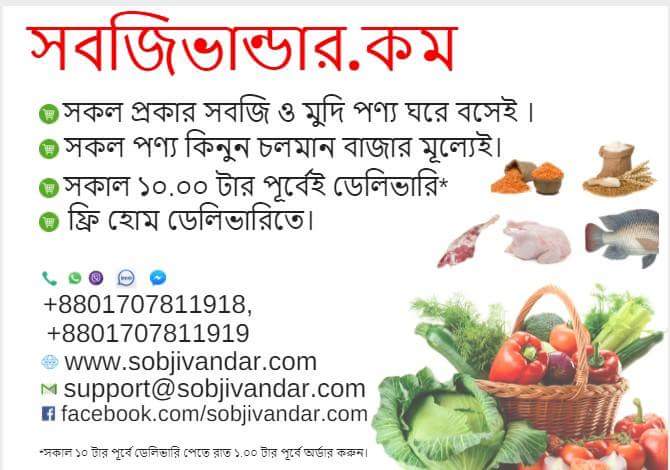 সবজিভান্ডার.কম
সকল প্রকার সবজি ও মুদি পণ্য ঘরে বসেই ।
সকল পণ্য কিনুন চলমান বাজার মূল্যেই।
সকাল ১০.০০ টার পূর্বেই ডেলিভারি*
ফ্রি হোম ডেলিভারিতে।
+8801707811918,
+8801707811919
www.sobjivandar.com
support@sobjivandar.com
facebook.com/sobjivandar.com
*সকাল ১০ টার পূর্বে ডেলিভারি পেতে রাত ১.০০ টার পূর্বে অর্ডার করুন।